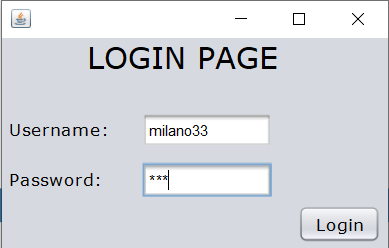 LOGIN PAGE
Username: milano33
Password: ***
Login